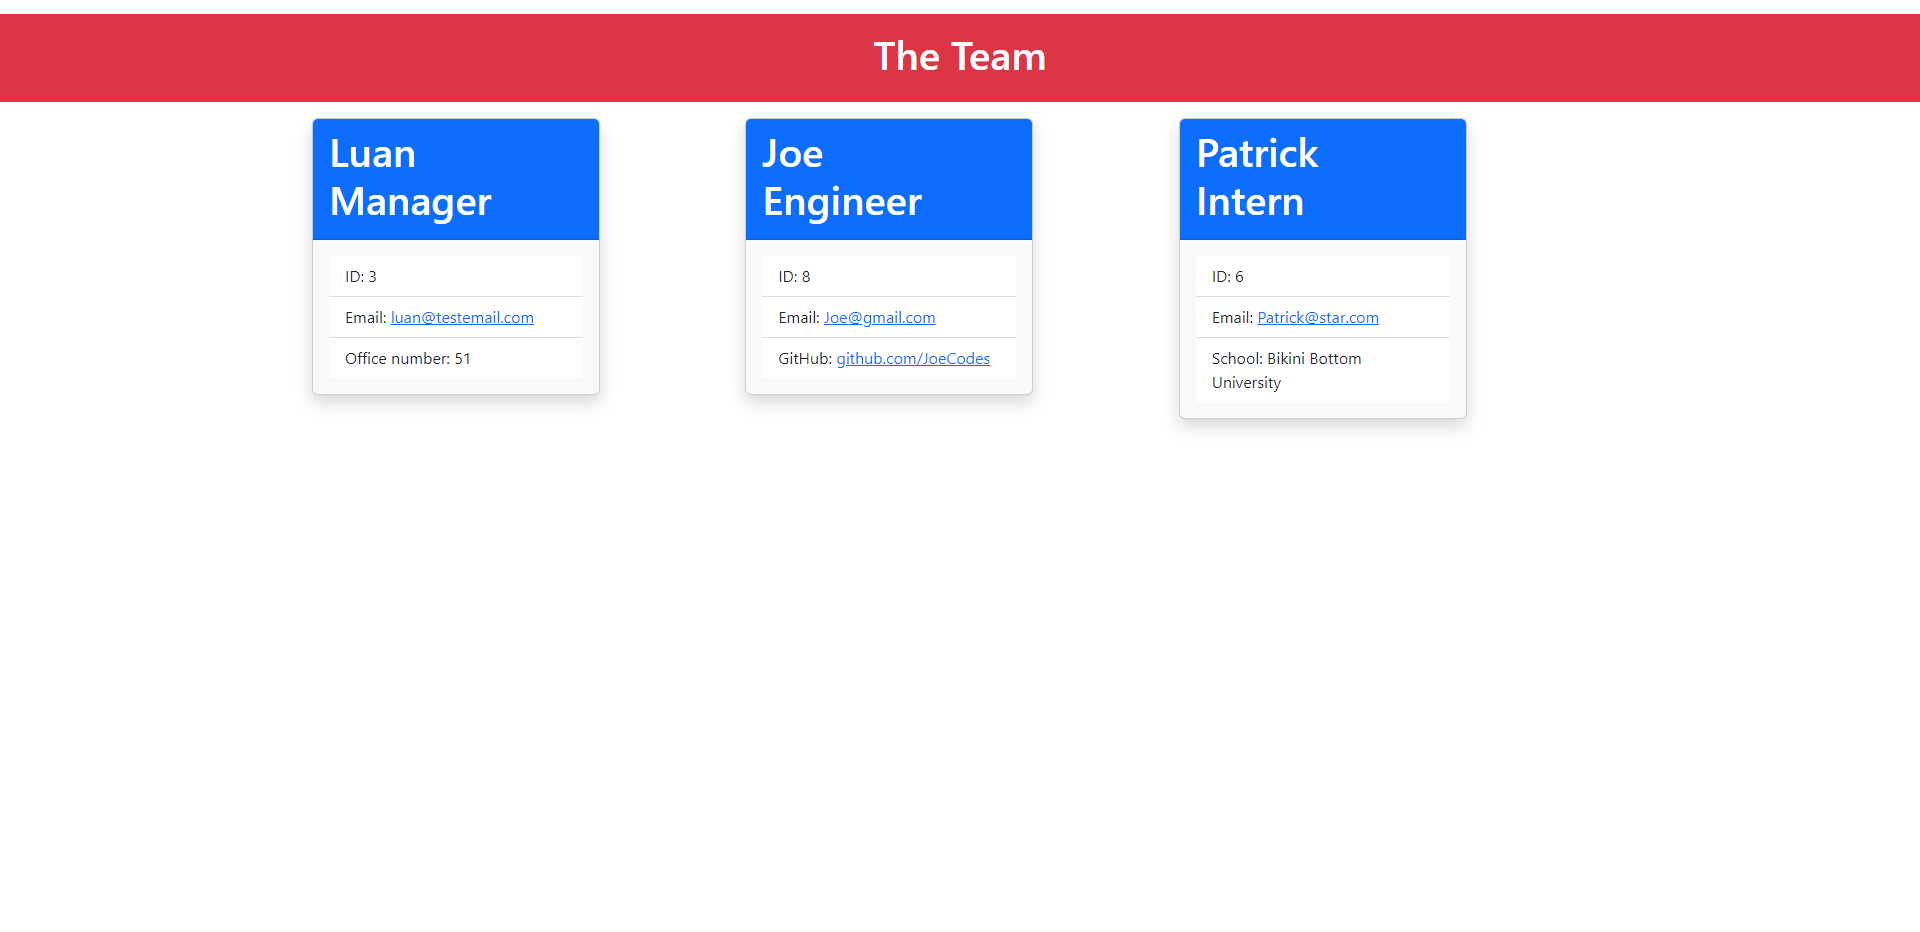 The Team
Luan
Manager
ID: 3
Email: luan@testemail.com
Office number: 51
Joe
Engineer
ID: 8
Email: Joe@gmail.com
GitHub: github.com/JoeCodes
Patrick
Intern
ID: 6
Email: Patrick@star.com
School: Bikini Bottom
University